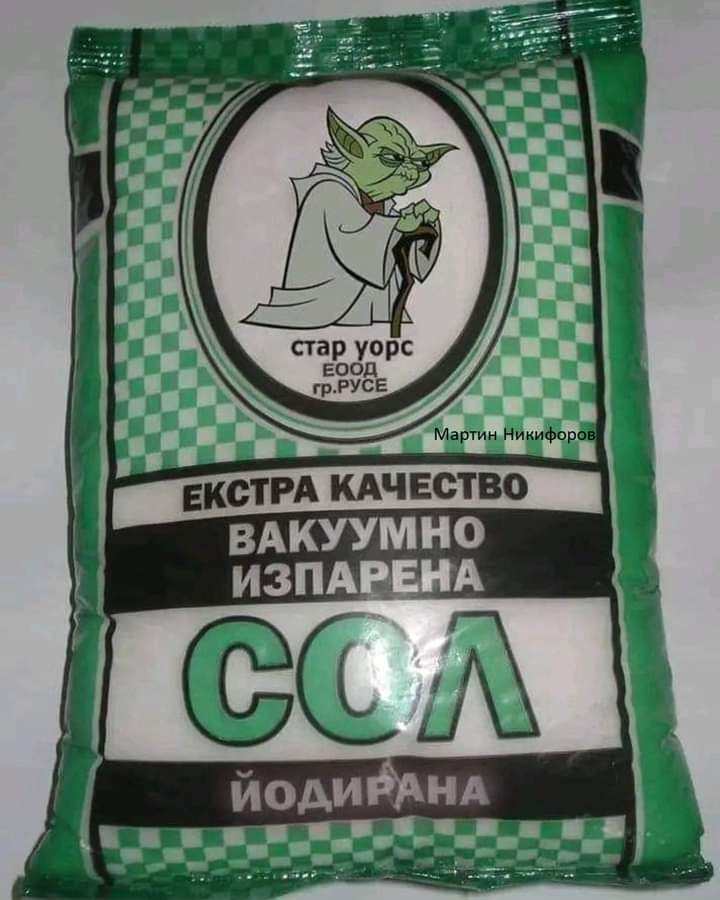 стар уорс
ЕООД
гр.РУСЕ
Мартин Никифоров
ЕКСТРА КАЧЕСТВО
ВАКУУМНО
ИЗПАРЕНА
СОЛ
ЙОДИРАНА